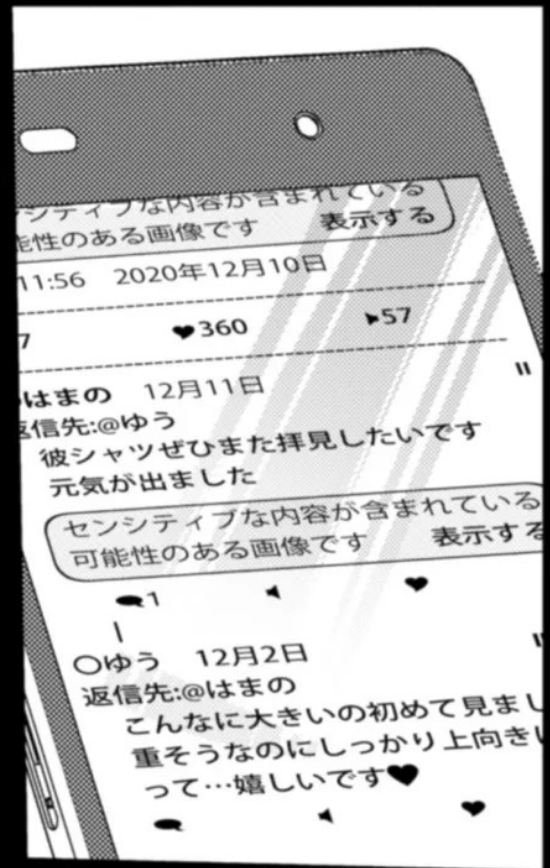 シティブな内容が含まれている
能性のある画像です 表示する
11:56 2020年12月10日
7 360 57
はまの 12月11日
返信先:@ゆう
彼シャツぜひまた拝見したいです
元気が出ました
センシティブな内容が含まれている
可能性のある画像です 表示する
1
〇ゆう 12月2日
返信先:@はまの
こんなに大きいの初めて見まし
重そうなのにしっかり上向き
って…嬉しいです♥